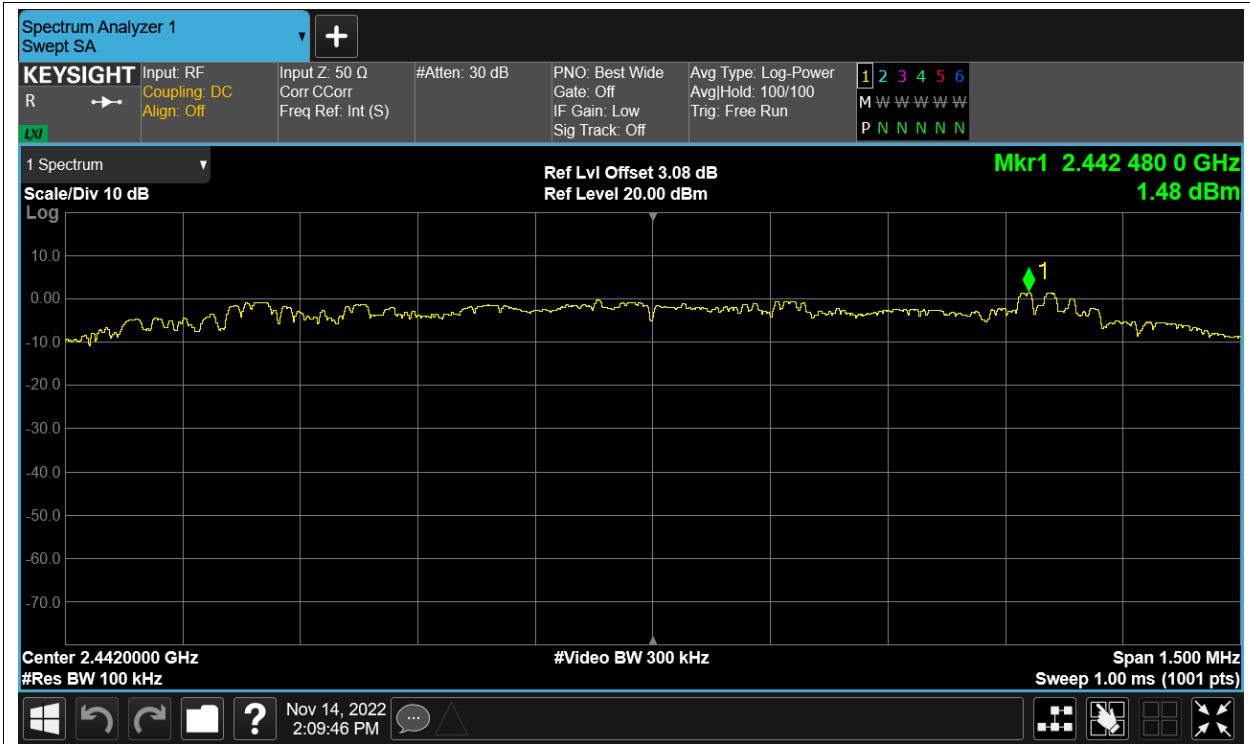 Spectrum Analyzer 1
Swept SA
KEYSIGHT
R
LXI
Input: RF
Coupling: DC
Align: Off
Input Z: 50 Ω
Corr CCorr
Freq Ref: Int (S)
#Atten: 30 dB
PNO: Best Wide
Gate: Off
IF Gain: Low
Sig Track: Off
Avg Type: Log-Power
Avg|Hold: 100/100
Trig: Free Run
1 2 3 4 5 6
M W W W W W
P N N N N N
1 Spectrum
Scale/Div 10 dB
Log
Ref Lvl Offset 3.08 dB
Ref Level 20.00 dBm
Mkr1 2.442 480 0 GHz
1.48 dBm
10.0
0.00
-10.0
-20.0
-30.0
-40.0
-50.0
-60.0
-70.0
1
Center 2.4420000 GHz
#Res BW 100 kHz
#Video BW 300 kHz
Span 1.500 MHz
Sweep 1.00 ms (1001 pts)
?
Nov 14, 2022
2:09:46 PM